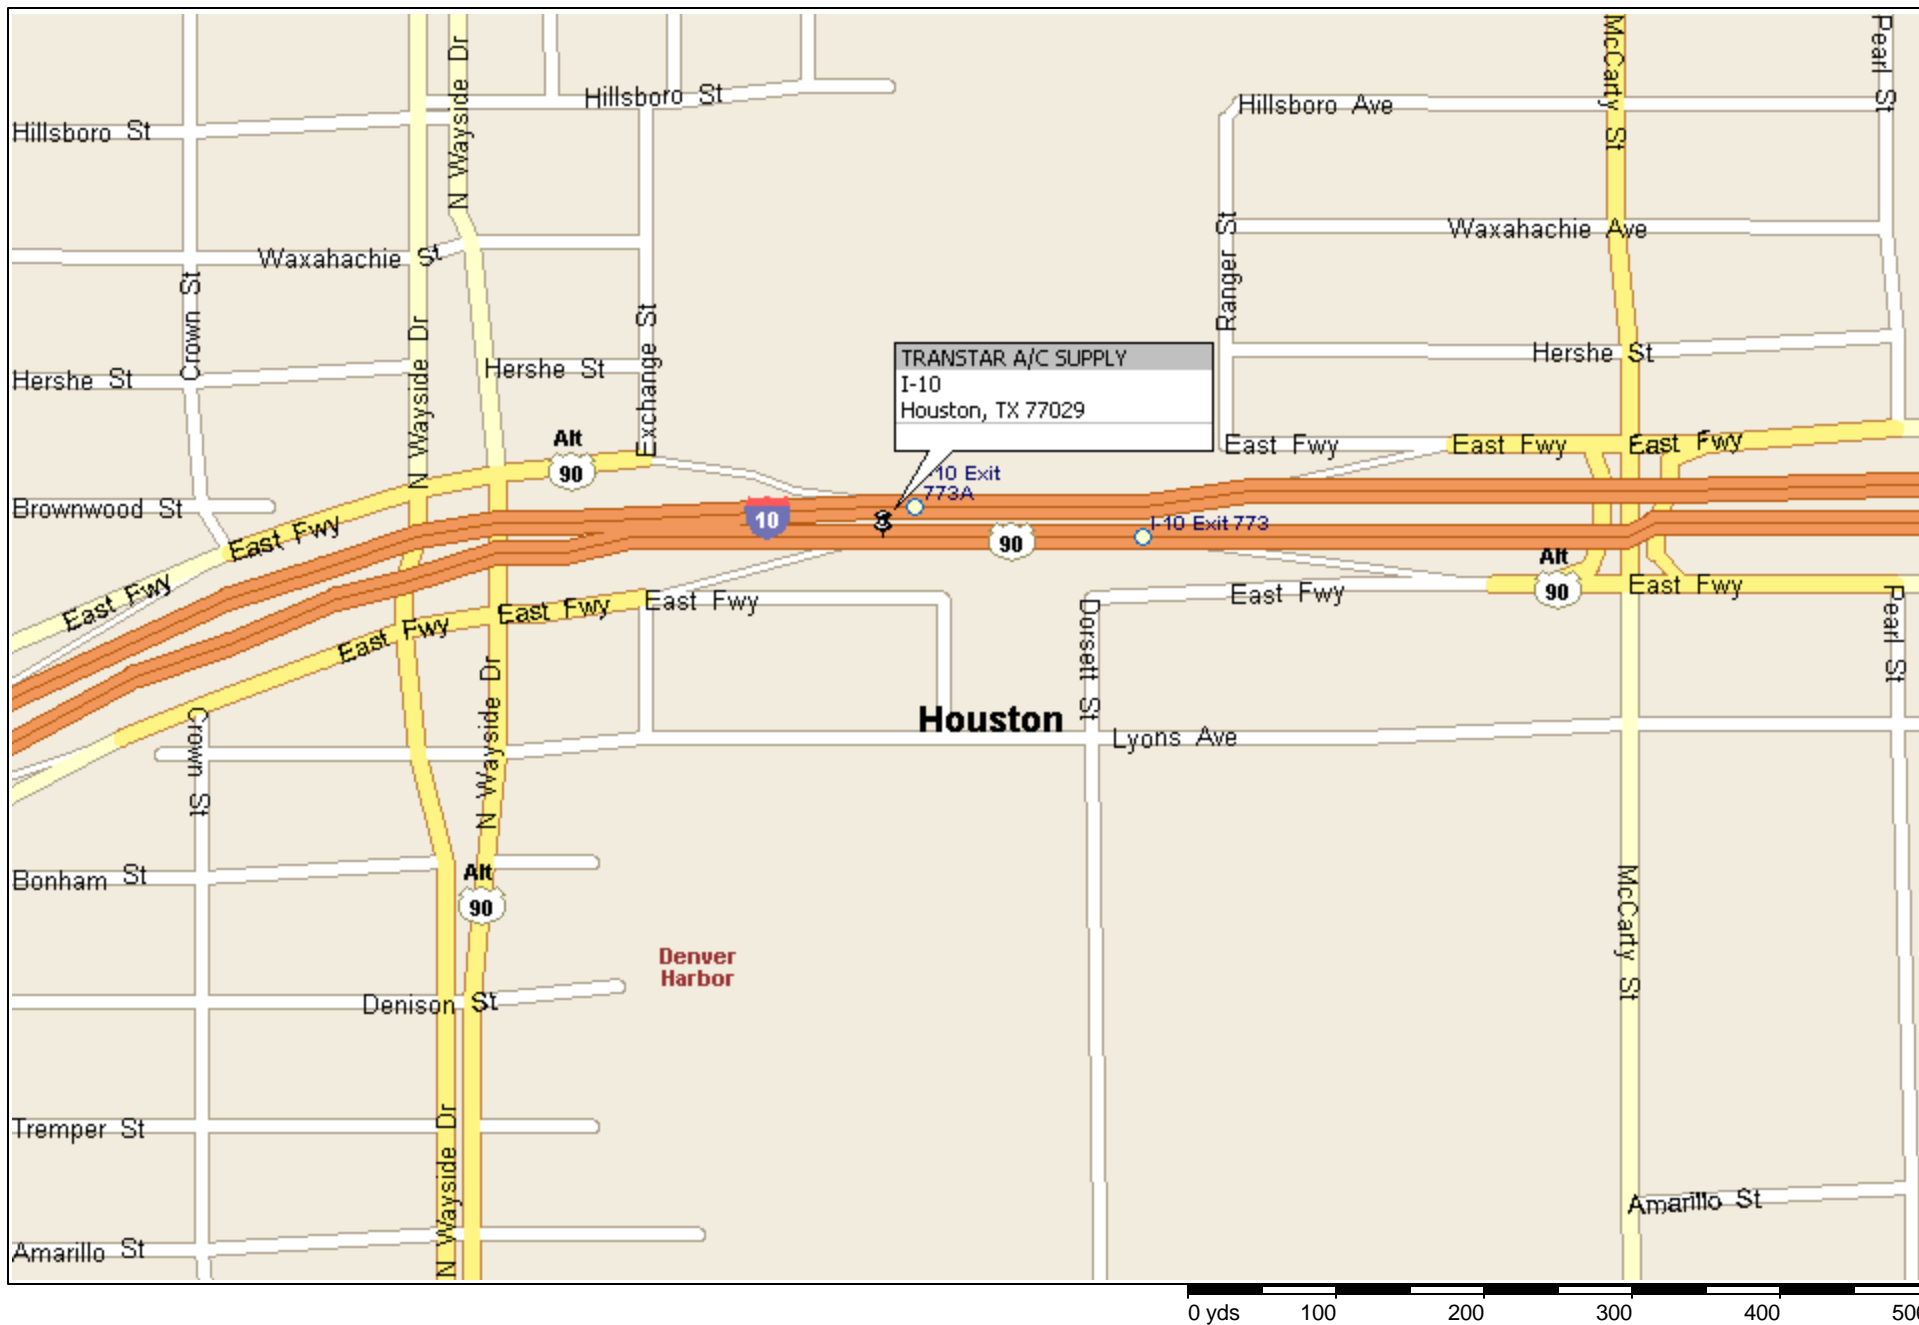 N Wayside Dr
McCarty St
Pearl St
Hillsboro St
Hillsboro Ave
Hillsboro St
Waxahachie St
Waxahachie Ave
Crown St
Ranger St
Exchange St
N Wayside Dr
Hershe St
Hershe St
Hershe St
TRANSTAR A/C SUPPLY
I-10
Houston, TX 77029
Alt
90
East Fwy
East Fwy
East Fwy
10 Exit
773A
Brownwood St
10
I-10 Exit 773
East Fwy
90
Alt
90
East Fwy
East Fwy
East Fwy
East Fwy
East Fwy
East Fwy
East Fwy
Dorsett St
Pearl St
N Wayside Dr
Crown St
Houston
Lyons Ave
Bonham St
Alt
90
McCarty St
Denver
Harbor
Denison St
Tremper St
N Wayside Dr
Amarillo St
Amarillo St
0 yds 100 200 300 400